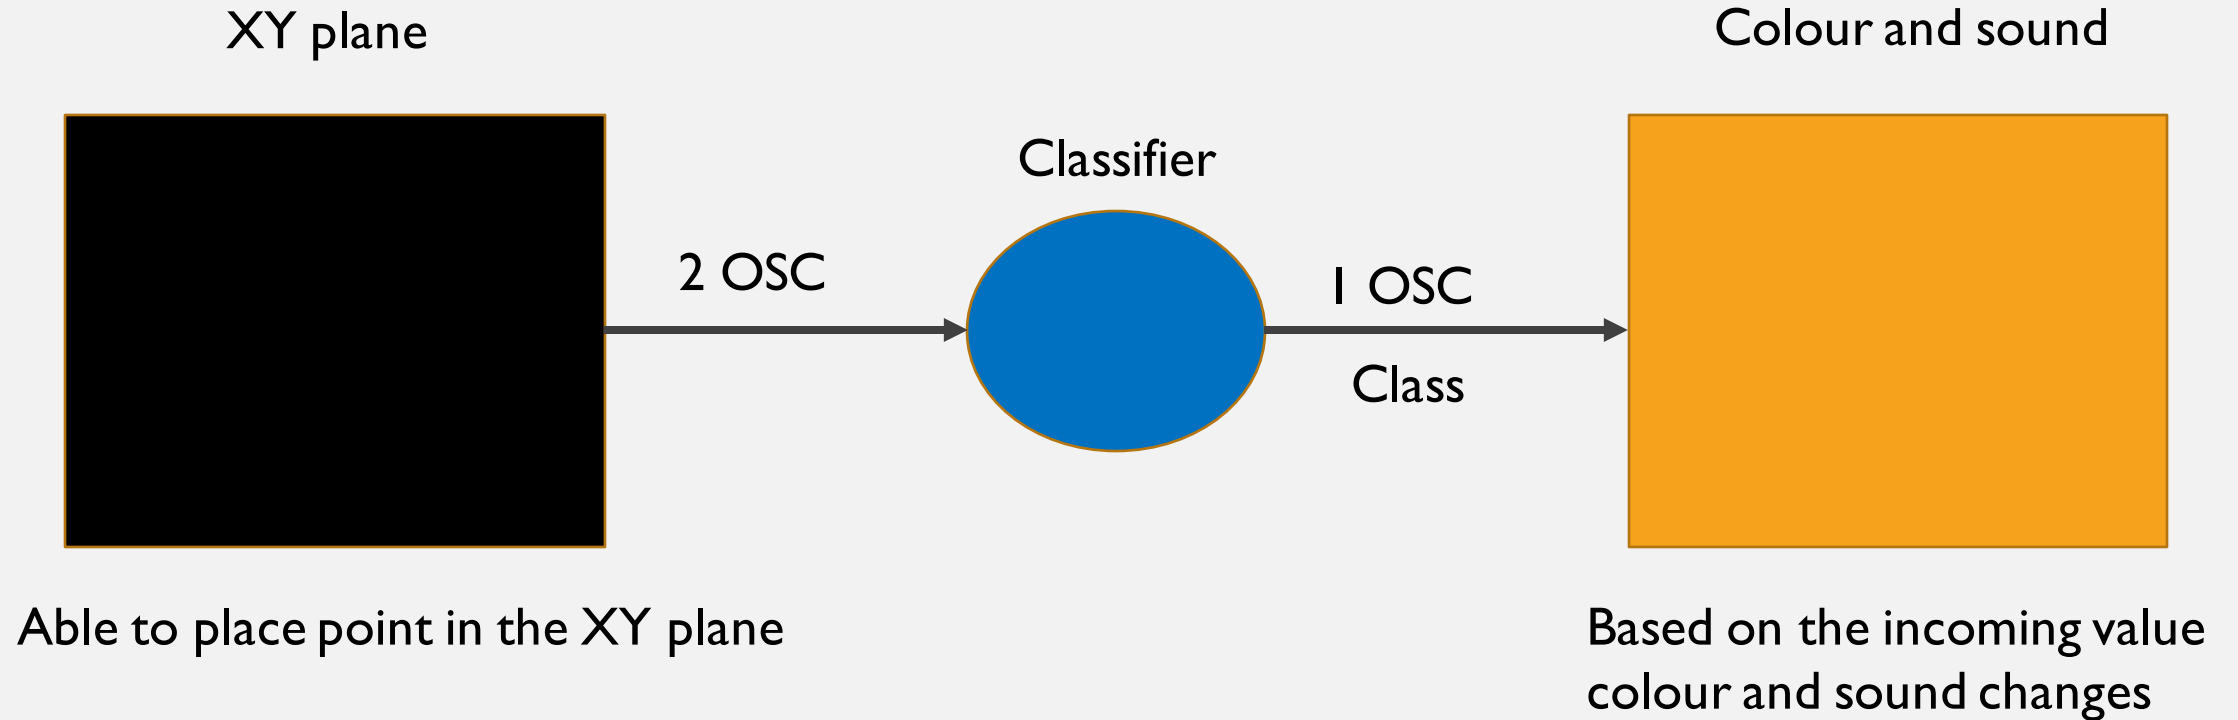 XY plane
Colour and sound
Classifier
2 OSC
1 OSC
Class
Able to place point in the XY plane
Based on the incoming value
colour and sound changes